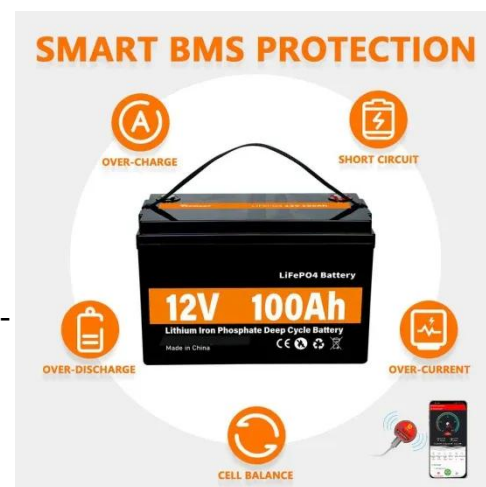 SMART BMS PROTECTION
A
OVER-CHARGE
SHORT CIRCUIT
LiFePO4 Battery
12V 100Ah
Lithium Iron Phosphate Deep Cycle Battery
Made in China
CE
OVER-DISCHARGE
OVER-CURRENT
CELL BALANCE